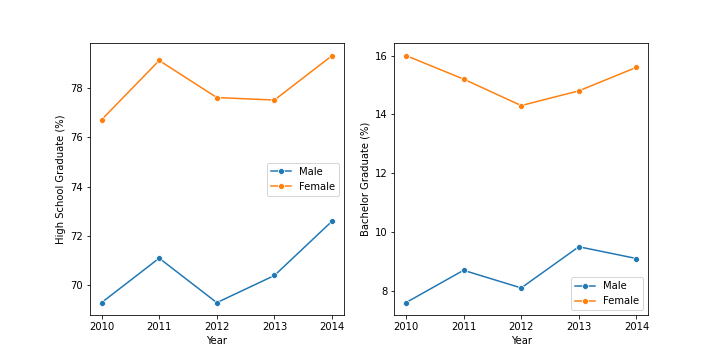 High School Graduate (%)
78
76
74
72
70
2010 2011 2012 2013 2014
Year
Male
Female
Bachelor Graduate (%)
16
14
12
10
8
2010 2011 2012 2013 2014
Year
Male
Female